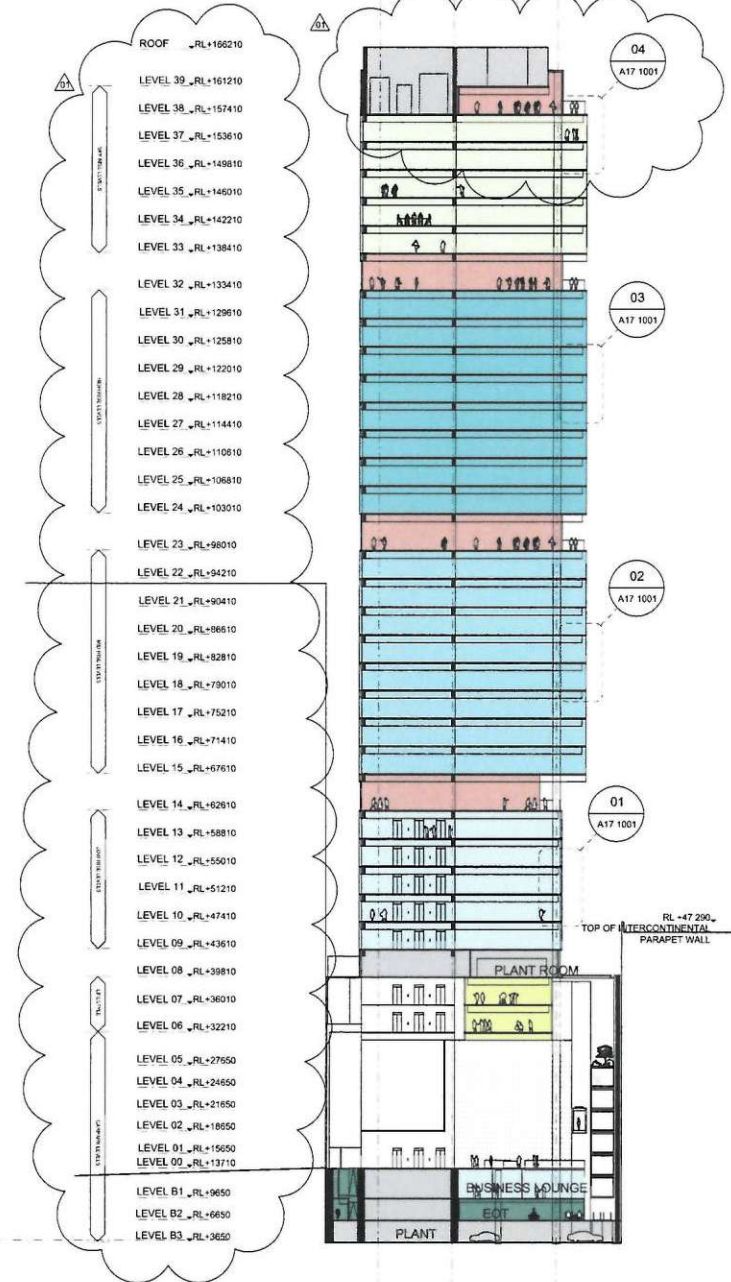 01
01
ROOF RL+166210
LEVEL 39 RL+161210
LEVEL 38 RL+157410
LEVEL 37 RL+153610
LEVEL 36 RL+149810
LEVEL 35 RL+146010
LEVEL 34 RL+142210
LEVEL 33 RL+138410
LEVEL 32 RL+133410
LEVEL 31 RL+129610
LEVEL 30 RL+125810
LEVEL 29 RL+122010
LEVEL 28 RL+118210
LEVEL 27 RL+114410
LEVEL 26 RL+110610
LEVEL 25 RL+106810
LEVEL 24 RL+103010
LEVEL 23 RL+98010
LEVEL 22 RL+94210
LEVEL 21 RL+90410
LEVEL 20 RL+86610
LEVEL 19 RL+82810
LEVEL 18 RL+79010
LEVEL 17 RL+75210
LEVEL 16 RL+71410
LEVEL 15 RL+67610
LEVEL 14 RL+62610
LEVEL 13 RL+58810
LEVEL 12 RL+55010
LEVEL 11 RL+51210
LEVEL 10 RL+47410
LEVEL 09 RL+43610
LEVEL 08 RL+39810
LEVEL 07 RL+36010
LEVEL 06 RL+32210
LEVEL 05 RL+27650
LEVEL 04 RL+24650
LEVEL 03 RL+21650
LEVEL 02 RL+18650
LEVEL 01 RL+15650
LEVEL 00 RL+13710
LEVEL B1 RL+9650
LEVEL B2 RL+6650
LEVEL B3 RL+3650
04
A17 1001
03
A17 1001
02
A17 1001
01
A17 1001
RL +47 290
TOP OF INTERCONTINENTAL
PARAPET WALL
PLANT ROOM
BUSINESS LOUNGE
EOT
PLANT